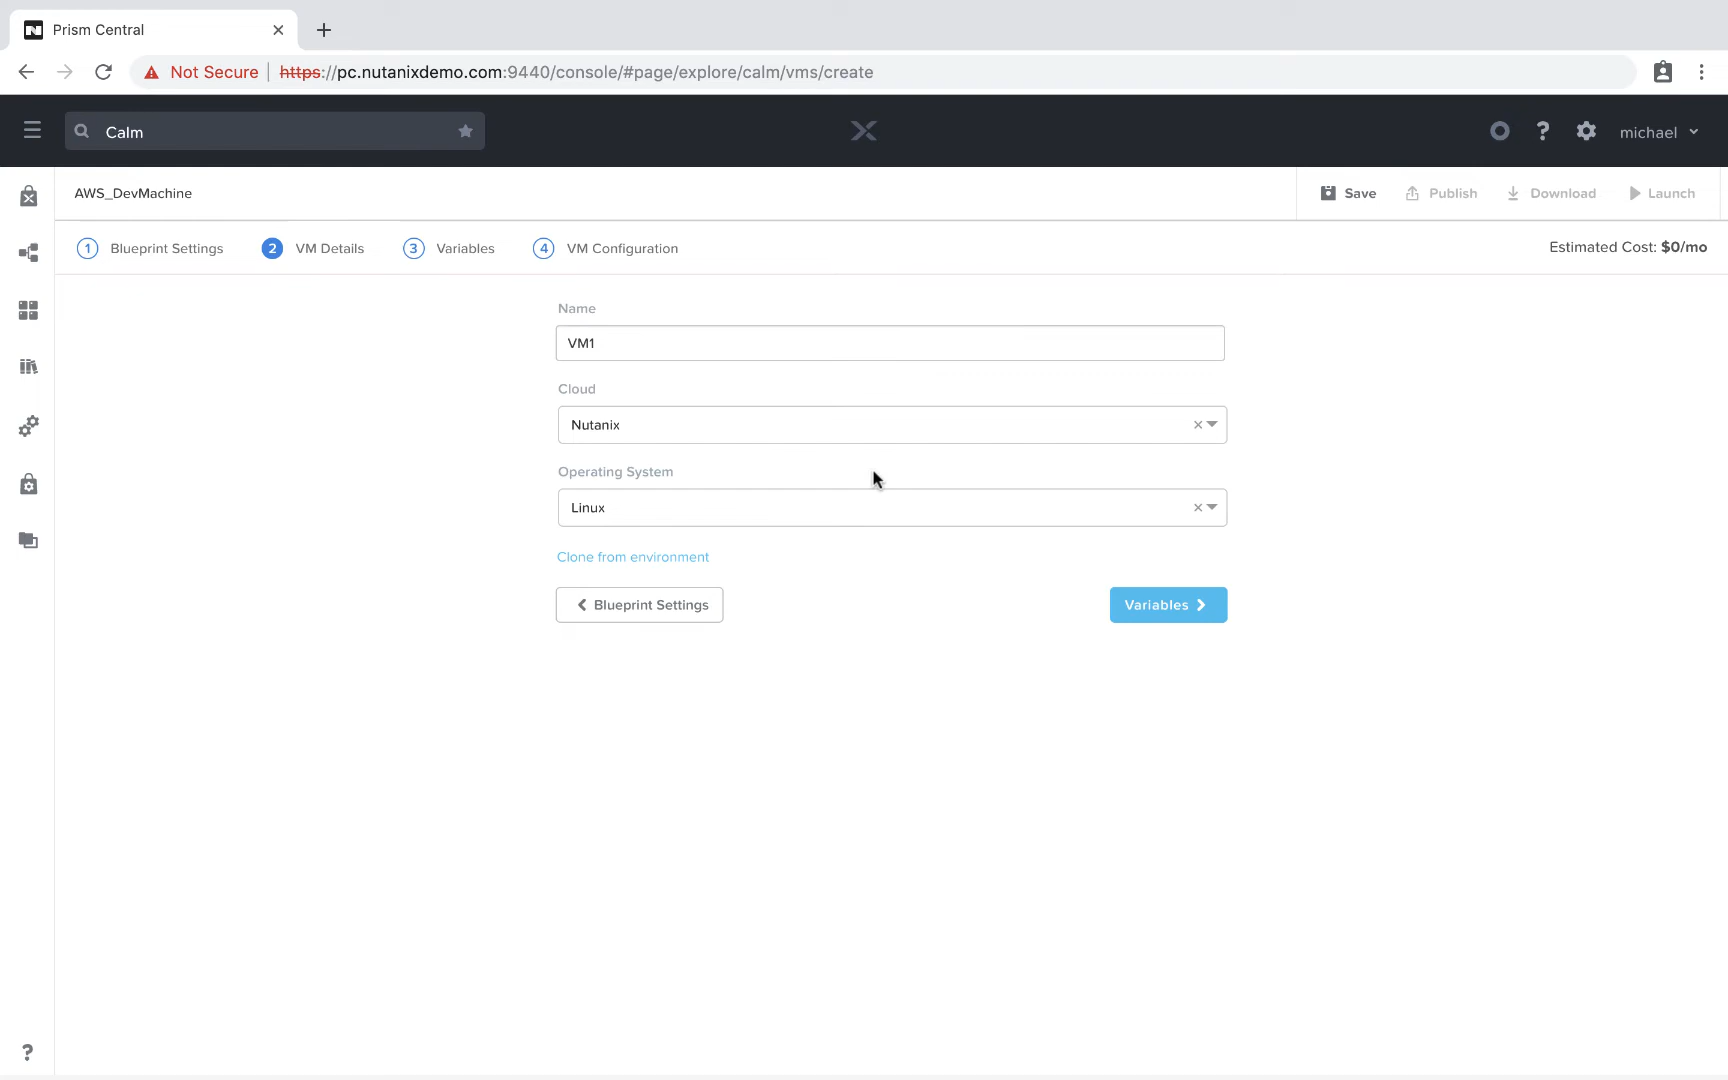 Prism Central
Not Secure https://pc.nutanixdemo.com:9440/console/#page/explore/calm/vms/create
Calm
? michael
AWS_DevMachine
Save Publish Download Launch
1 Blueprint Settings 2 VM Details 3 Variables 4 VM Configuration
Estimated Cost: $0/mo
Name
VM1
Cloud
Nutanix
Operating System
Linux
Clone from environment
Blueprint Settings
Variables
?